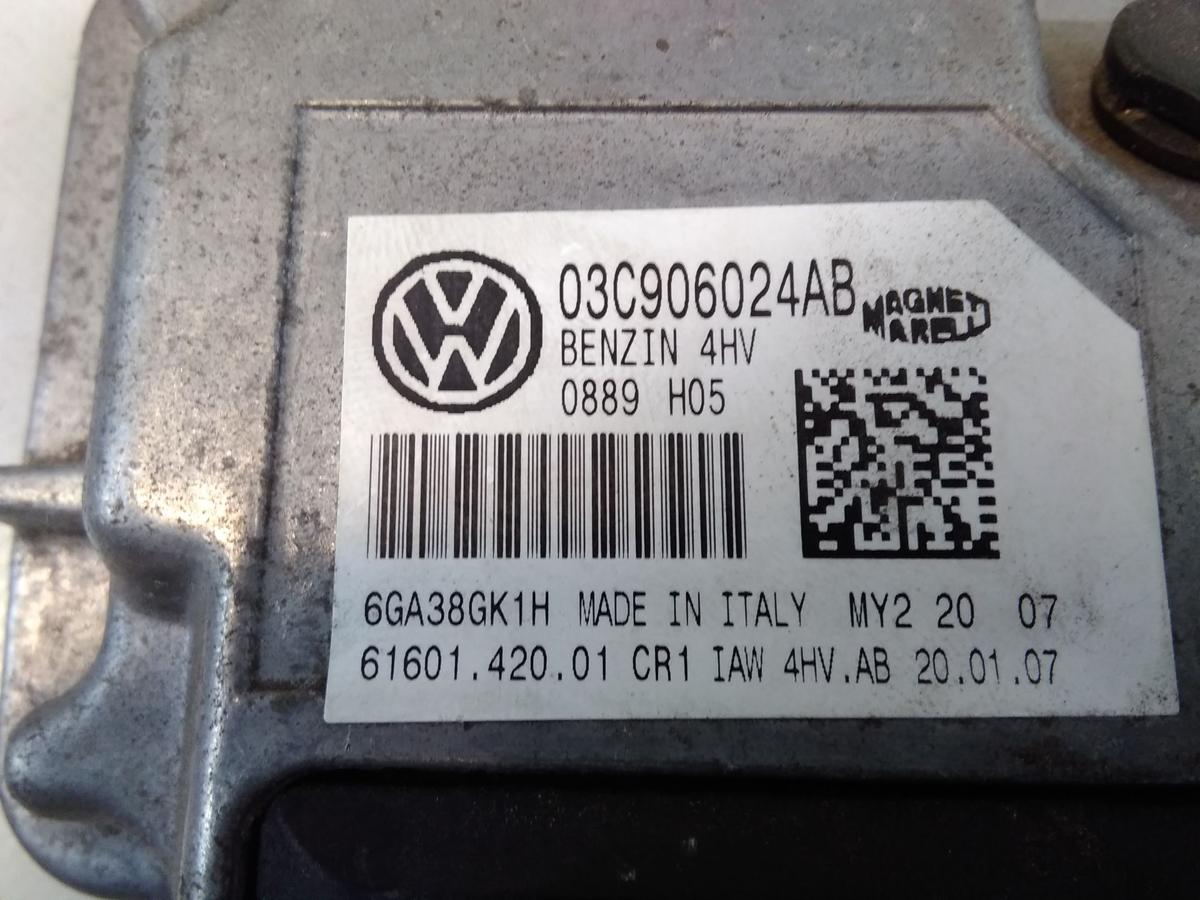 03C906024AB
MAGNETI
MARELLI
BENZIN 4HV
0889 H05
6GA38GK1H MADE IN ITALY MY2 20 07
61601.420.01 CR1 IAW 4HV.AB 20.01.07